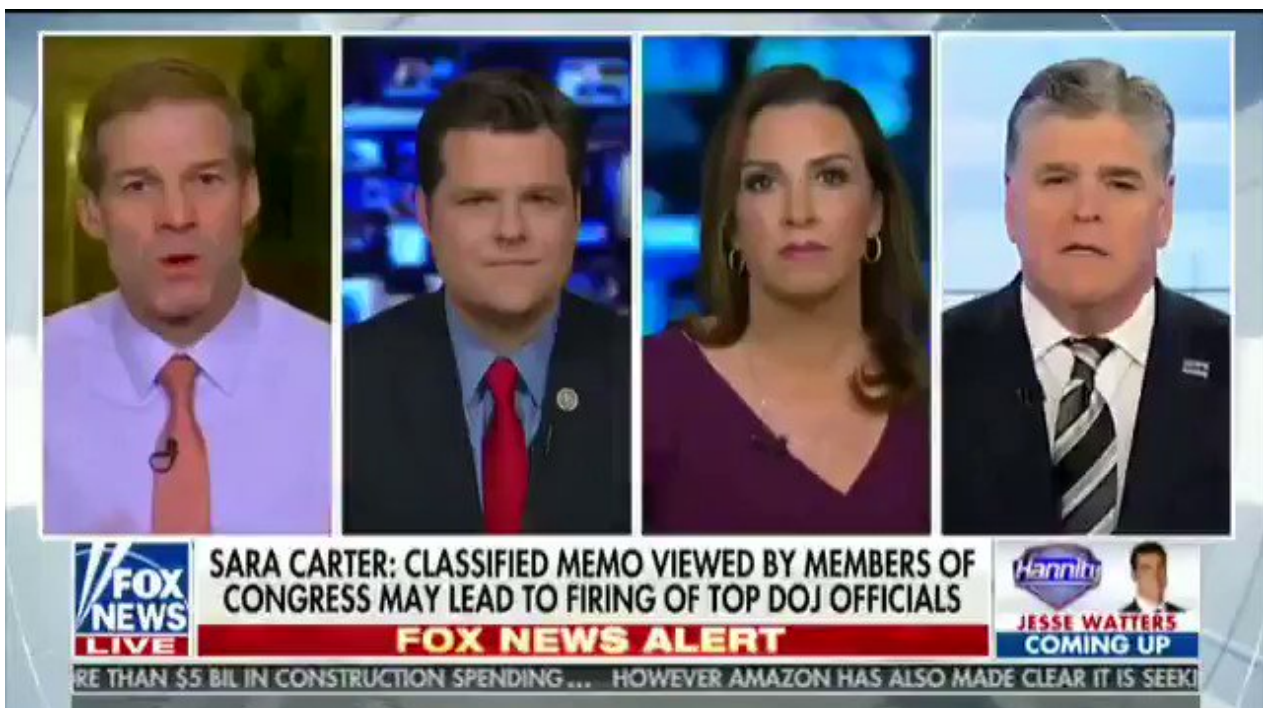 SARA CARTER: CLASSIFIED MEMO VIEWED BY MEMBERS OF
CONGRESS MAY LEAD TO FIRING OF TOP DOJ OFFICIALS
FOX NEWS ALERT
FOX
NEWS
LIVE
Hannity
JESSE WATTERS
COMING UP
RE THAN $5 BIL IN CONSTRUCTION SPENDING... HOWEVER AMAZON HAS ALSO MADE CLEAR IT IS SEEKI